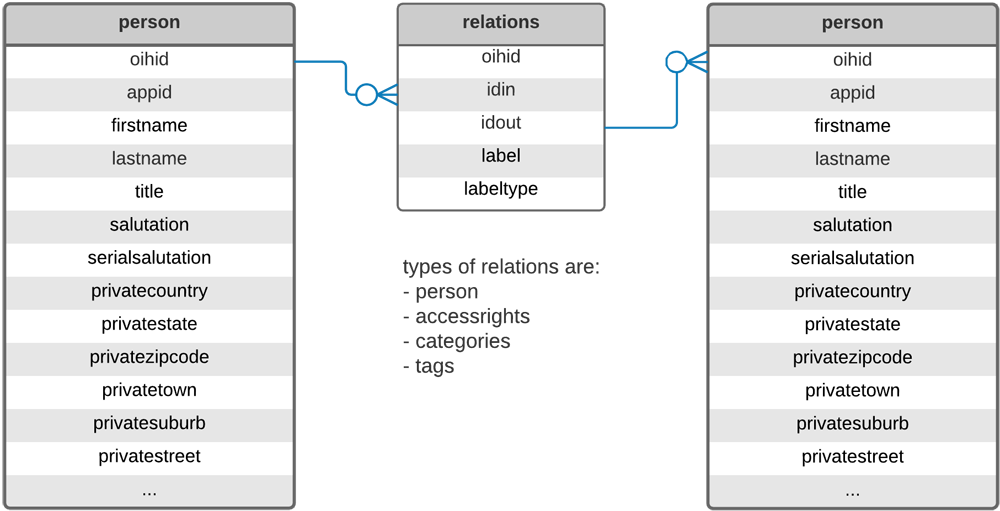 person
oihid
appid
firstname
lastname
title
salutation
serialsalutation
privatecountry
privatestate
privatezipcode
privatetown
privatesuburb
privatestreet
...
relations
oihid
idin
idout
label
labeltype
types of relations are:
- person
- accessrights
- categories
- tags
person
oihid
appid
firstname
lastname
title
salutation
serialsalutation
privatecountry
privatestate
privatezipcode
privatetown
privatesuburb
privatestreet
...